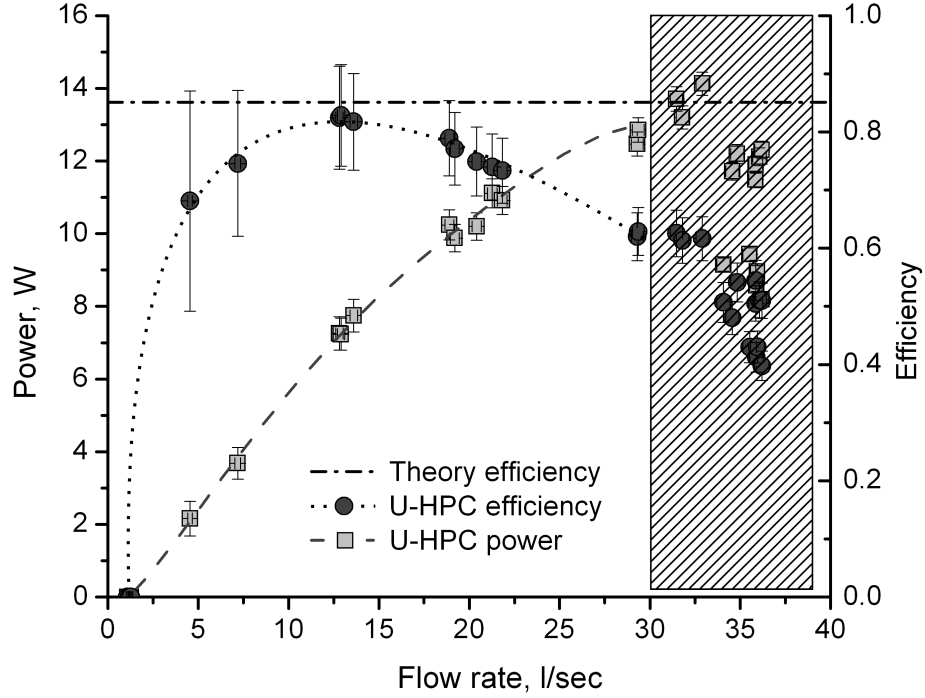 16
14
12
10
8
6
4
2
0
Power, W
1.0
0.8
0.6
0.4
0.2
0.0
Efficiency
Theory efficiency
U-HPC efficiency
U-HPC power
0 5 10 15 20 25 30 35 40
Flow rate, l/sec